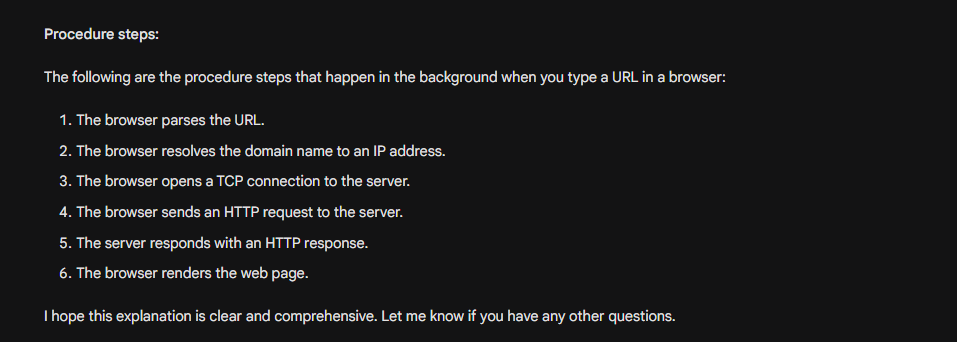 Procedure steps:
The following are the procedure steps that happen in the background when you type a URL in a browser:
1. The browser parses the URL.
2. The browser resolves the domain name to an IP address.
3. The browser opens a TCP connection to the server.
4. The browser sends an HTTP request to the server.
5. The server responds with an HTTP response.
6. The browser renders the web page.
I hope this explanation is clear and comprehensive. Let me know if you have any other questions.